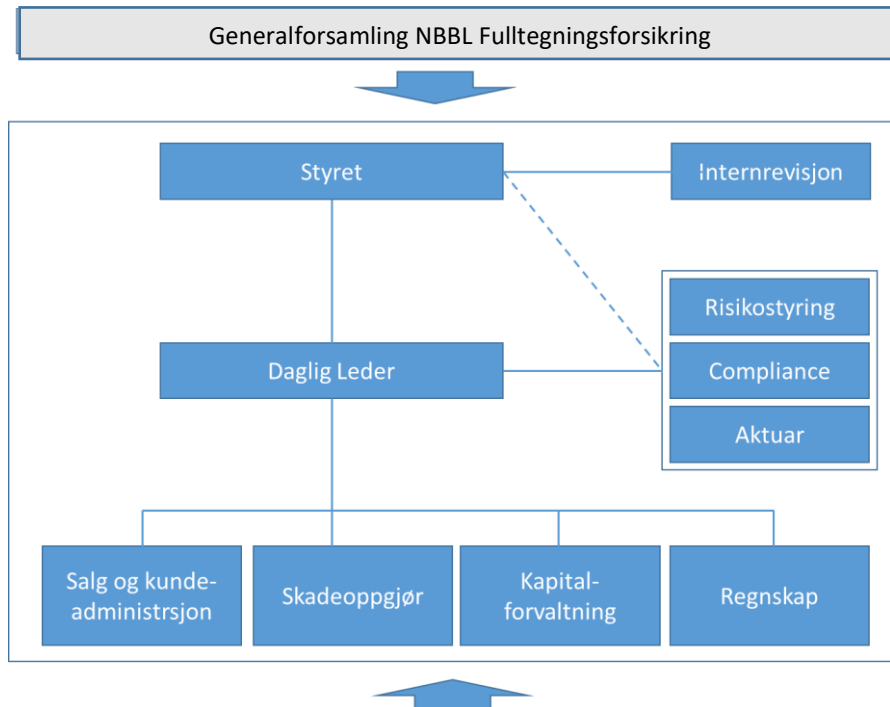 Generalforsamling NBBL Fulltegningsforsikring
Styret
Internrevisjon
Risikostyring
Daglig Leder
Compliance
Aktuar
Salg og kunde-
administrsjon
Skadeoppgjør
Kapital-
forvaltning
Regnskap